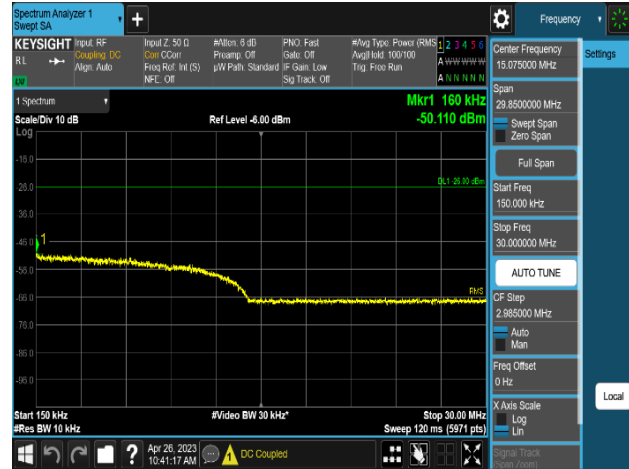 Spectrum Analyzer 1
Swept SA
Frequency
KEYSIGHT
Input: RF
Coupling: DC
Align: Auto
Input Z: 50 Ω
Corr CCorr
Freq Ref: Int (S)
NFE: Off
#Atten: 6 dB
Preamp: Off
µW Path: Standard
PNO: Fast
Gate: Off
IF Gain: Low
Sig Track: Off
#Avg Type: Power (RMS
Avg|Hold: 100/100
Trig: Free Run
1 2 3 4 5 6
A W W W W W
A N N N N N
R L
LW
1 Spectrum
Scale/Div 10 dB
Log
Ref Level -6.00 dBm
Mkr1 160 kHz
-50.110 dBm
-16.0
-26.0
-36.0
-46.0
-56.0
-66.0
-76.0
-86.0
-96.0
DL1 -26.00 dBm
1
RMS
Start 150 kHz
#Res BW 10 kHz
#Video BW 30 kHz*
Stop 30.00 MHz
Sweep 120 ms (5971 pts)
Center Frequency
15.075000 MHz
Span
29.8500000 MHz
Swept Span
Zero Span
Full Span
Start Freq
150.000 kHz
Stop Freq
30.000000 MHz
AUTO TUNE
CF Step
2.985000 MHz
Auto
Man
Freq Offset
0 Hz
X Axis Scale
Log
Lin
Signal Track
(Span Zoom)
Settings
Local
Apr 26, 2023
10:41:17 AM
DC Coupled